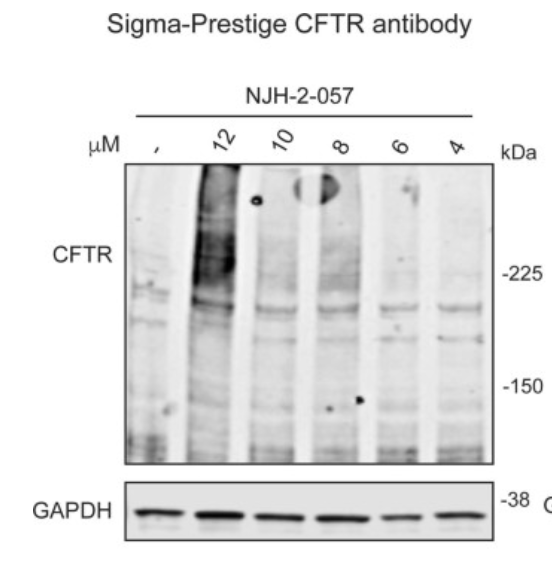 Sigma-Prestige CFTR antibody
NJH-2-057
μM - 12 10 8 6 4 kDa
CFTR
-225
-150
GAPDH
-38